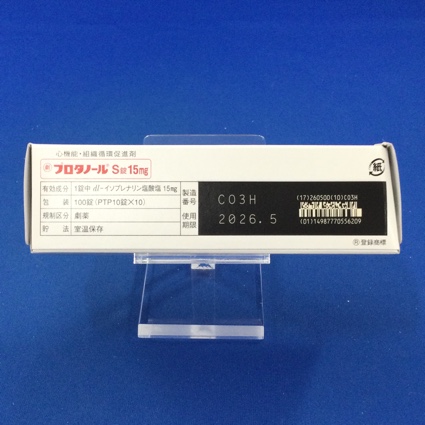 心機能・組織循環促進剤
劇 プロタノール S錠 15mg
有効成分 1錠中 dl-イソプレナリン塩酸塩 15mg
包装 100錠(PTP10錠×10)
規制区分 劇薬
貯法 室温保存
製造番号 C03H
使用期限 2026.5
(17)260500(10)C03H
(01)14987770556209
紙
Ⓡ登録商標